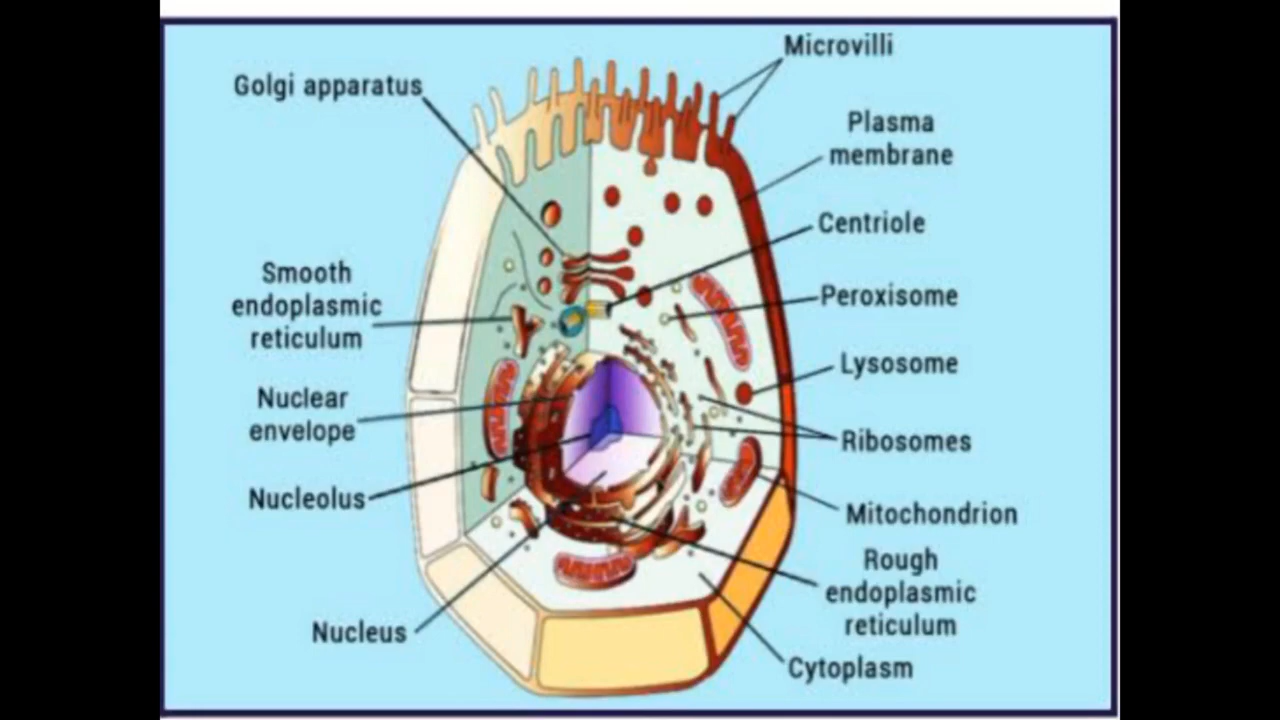 Microvilli
Golgi apparatus
Plasma
membrane
Centriole
Smooth
endoplasmic
reticulum
Peroxisome
Lysosome
Nuclear
envelope
Ribosomes
Nucleolus
Mitochondrion
Rough
endoplasmic
reticulum
Nucleus
Cytoplasm